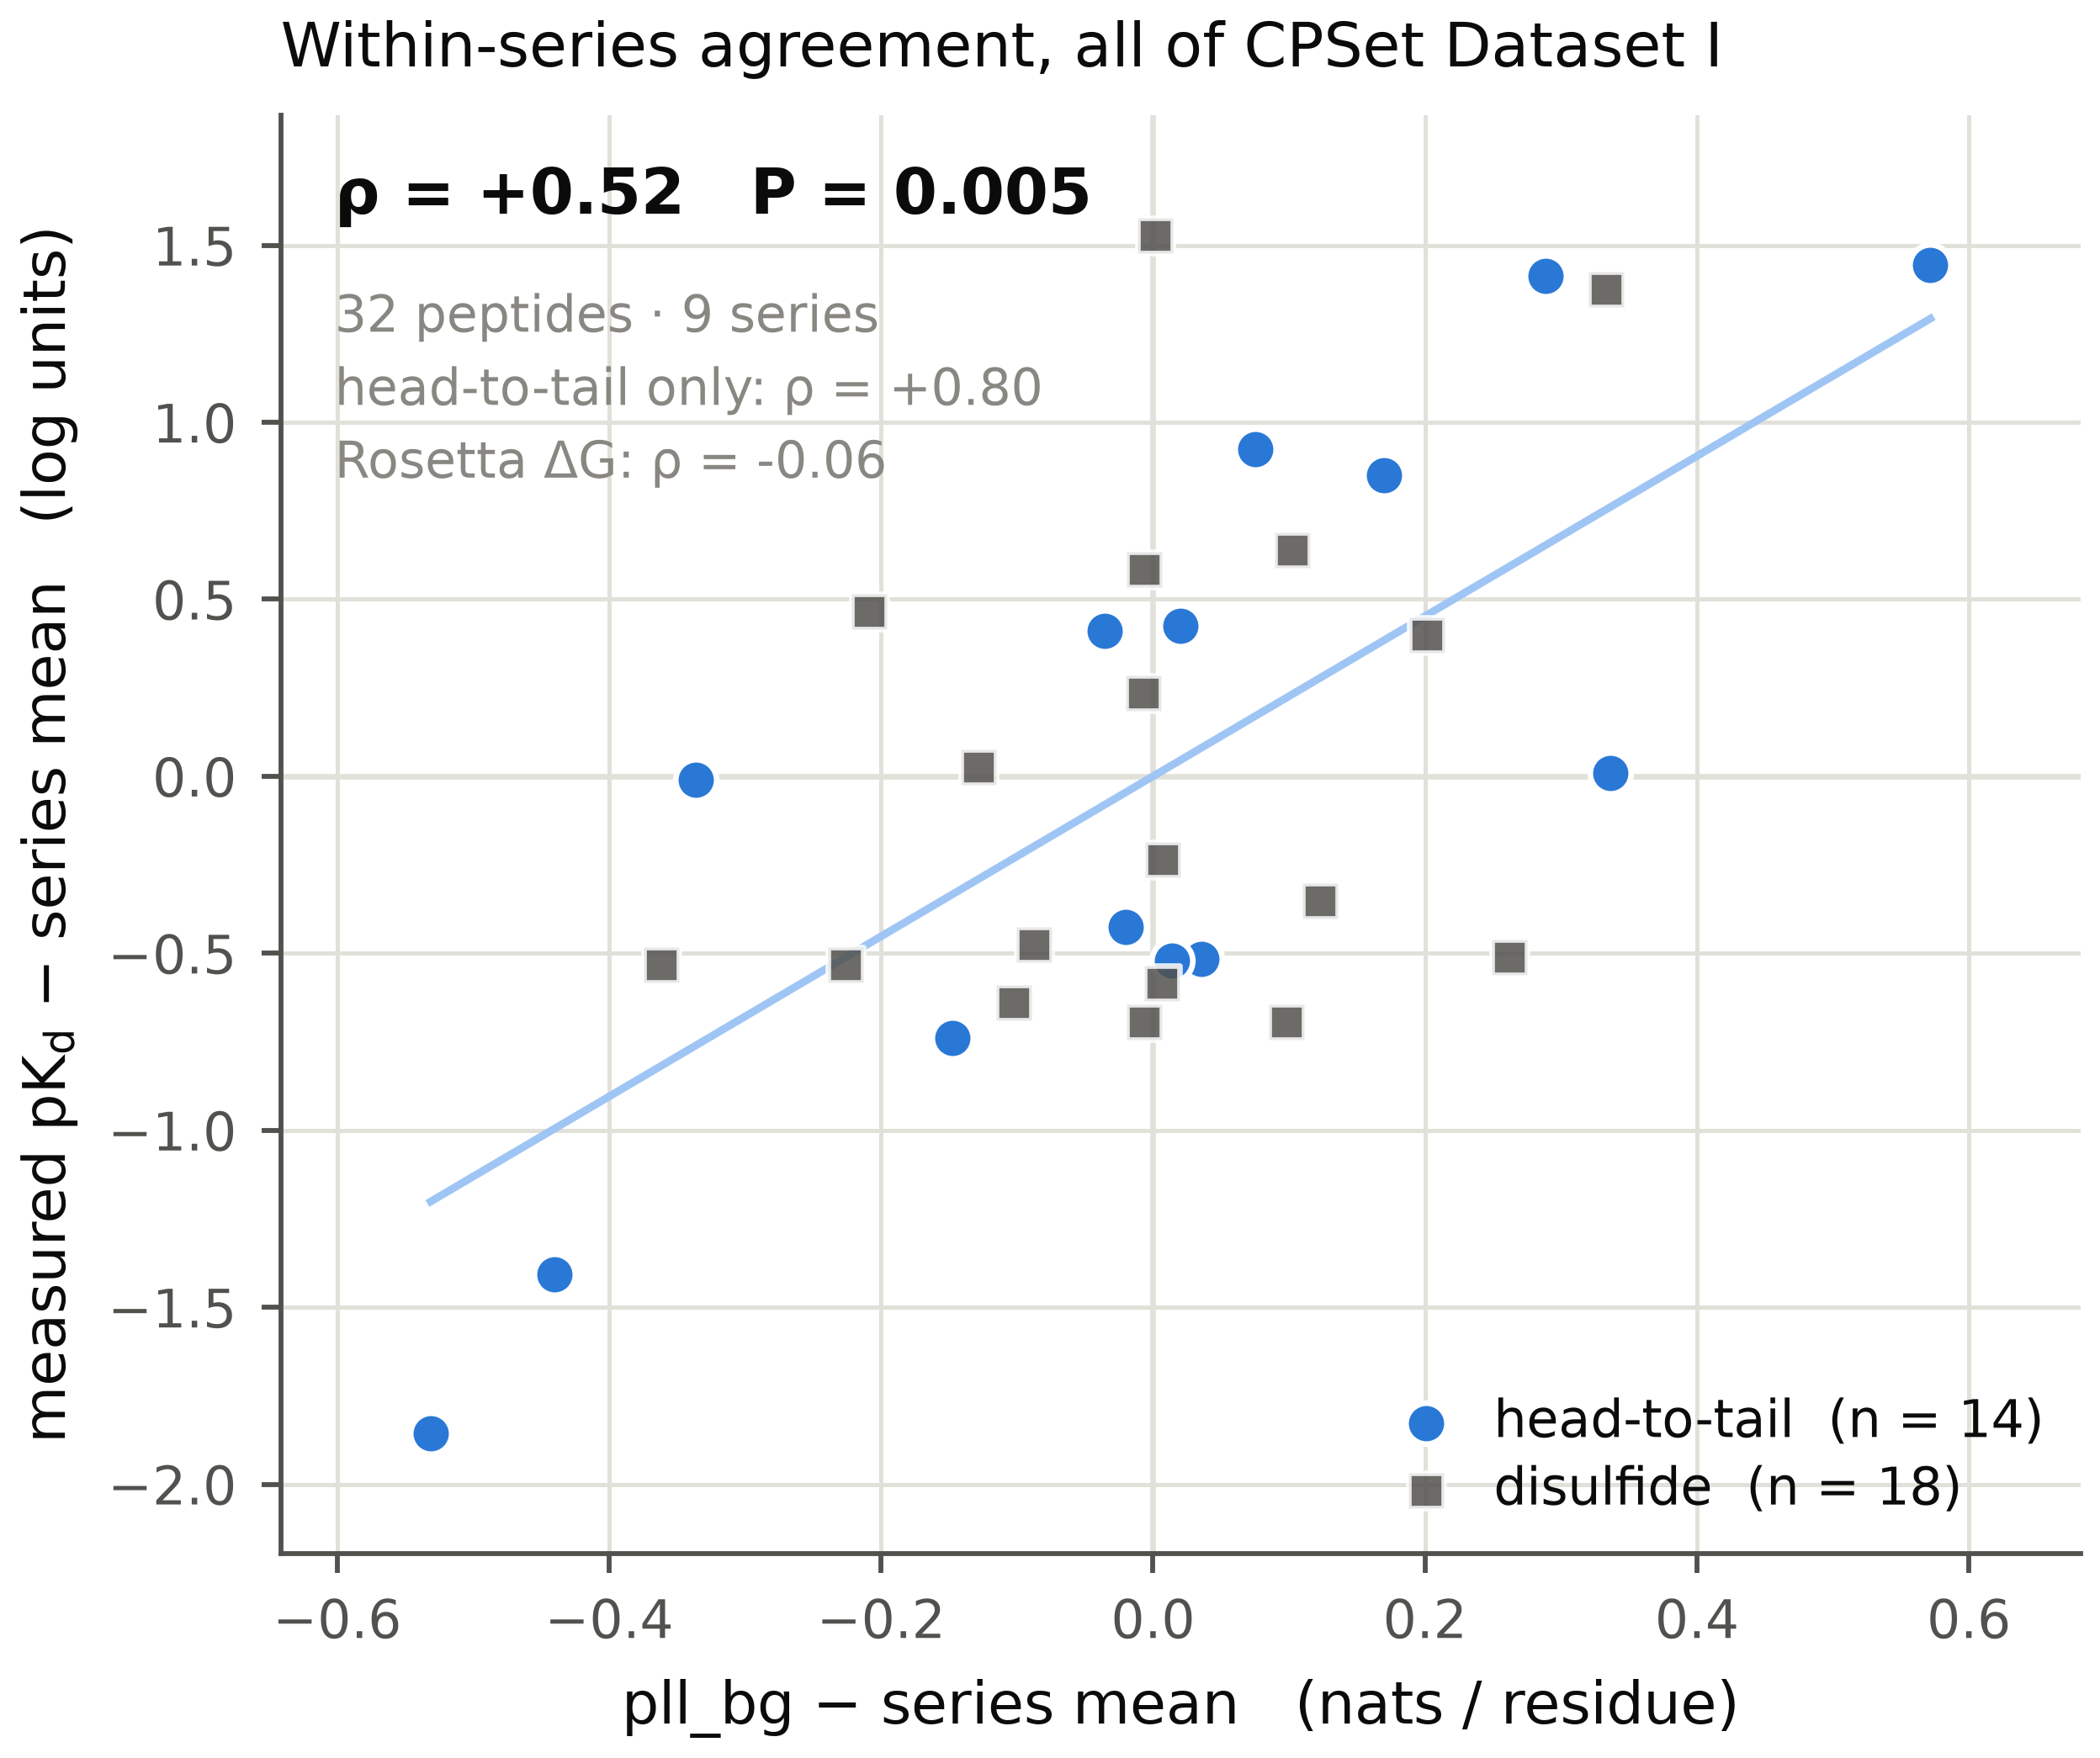 Within-series agreement, all of CPSet Dataset I
ρ = +0.52   P = 0.005
32 peptides · 9 series
head-to-tail only: ρ = +0.80
Rosetta ΔG: ρ = -0.06
measured pKd − series mean   (log units)
1.5
1.0
0.5
0.0
−0.5
−1.0
−1.5
−2.0
head-to-tail  (n = 14)
disulfide  (n = 18)
−0.6
−0.4
−0.2
0.0
0.2
0.4
0.6
pll_bg − series mean   (nats / residue)